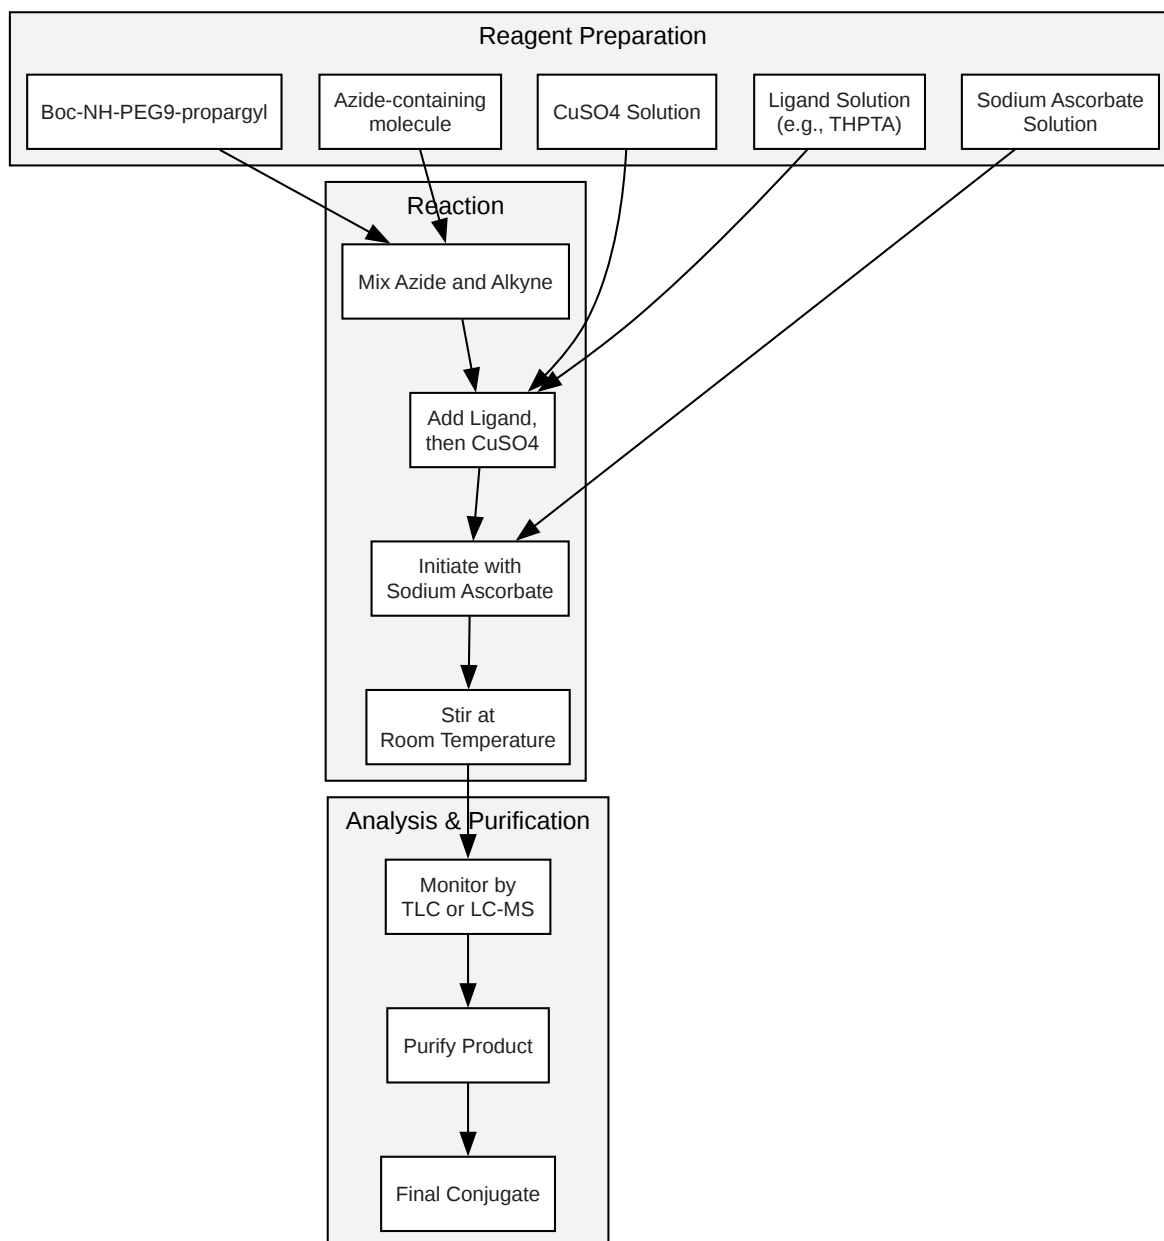 Reagent Preparation
Boc-NH-PEG9-propargyl
Azide-containing
molecule
CuSO4 Solution
Ligand Solution
(e.g., THPTA)
Sodium Ascorbate
Solution
Reaction
Mix Azide and Alkyne
Add Ligand,
then CuSO4
Initiate with
Sodium Ascorbate
Stir at
Room Temperature
Analysis & Purification
Monitor by
TLC or LC-MS
Purify Product
Final Conjugate